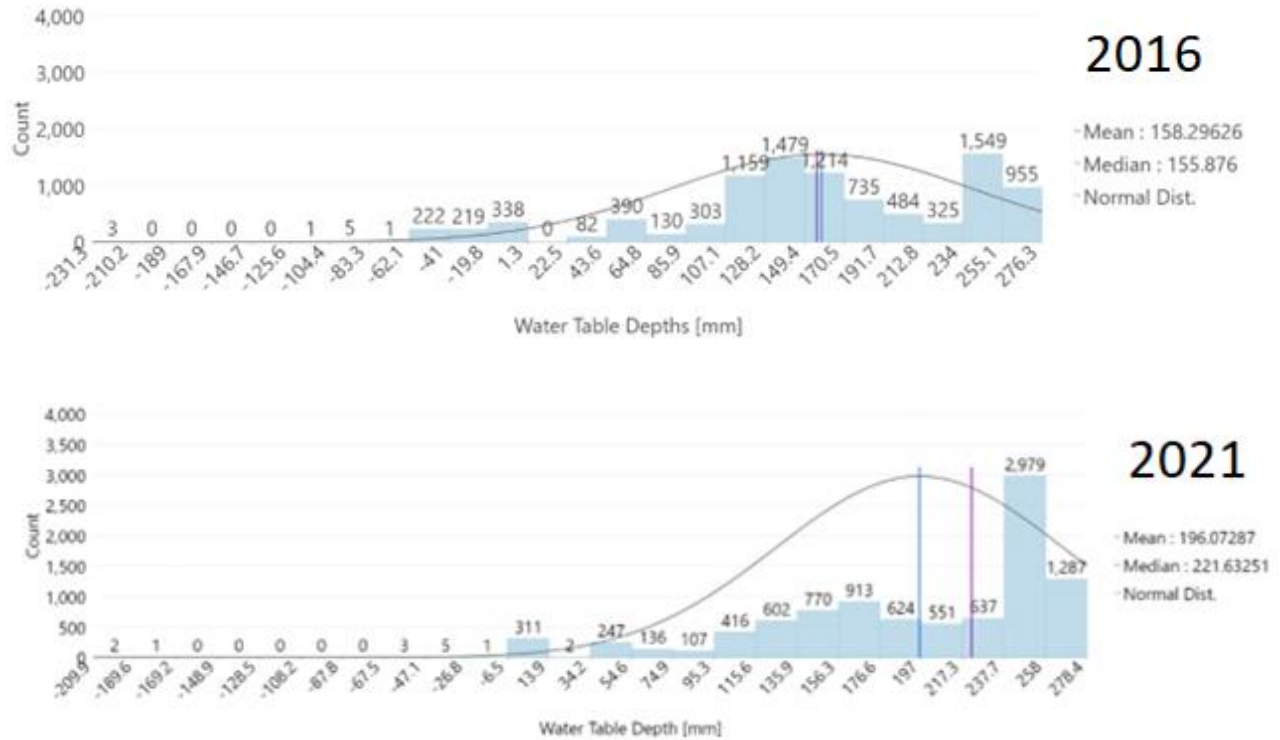 4,000
2016
3,000
Mean : 158.29626
2,000
Median : 155.876
Normal Dist.
Count
1,000
0
3 0 0 0 0 1 5 1 222 219 338 0 82 390 130 303 1,159 1,479 1,214 735 484 325 1,549 955
-231.3 -210.2 -189 -167.9 -146.7 -125.6 -104.4 -83.3 -62.1 -41 -19.8 1.3 22.5 43.6 64.8 85.9 107.1 128.2 149.4 170.5 191.7 212.8 234 255.1 276.3
Water Table Depths [mm]
4,000
3,500
3,000
2021
2,500
2,000
Mean : 196.07287
Median : 221.63251
Normal Dist.
1,500
1,000
500
0
Count
2 1 0 0 0 0 0 3 5 1 311 2 247 136 107 416 602 770 913 624 551 637 2,979 1,287
-209.9 -189.6 -169.2 -148.9 -128.5 -108.2 -87.8 -67.5 -47.1 -26.8 -6.5 13.9 34.2 54.6 74.9 95.3 115.6 135.9 156.3 176.6 197 217.3 237.7 258 278.4
Water Table Depth [mm]